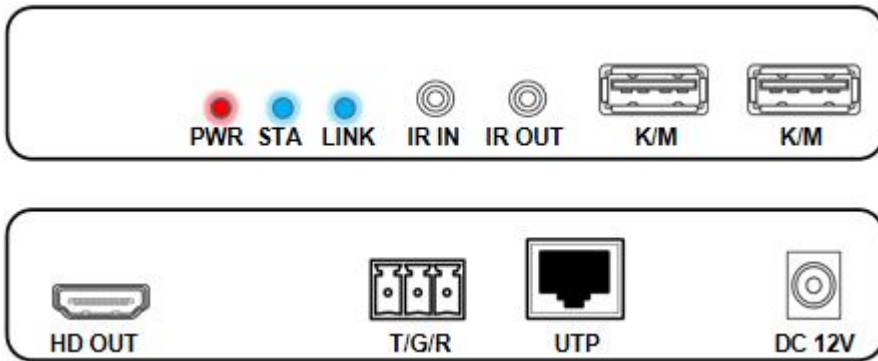 PWR STA LINK IR IN IR OUT K/M K/M
HD OUT T/G/R UTP DC 12V